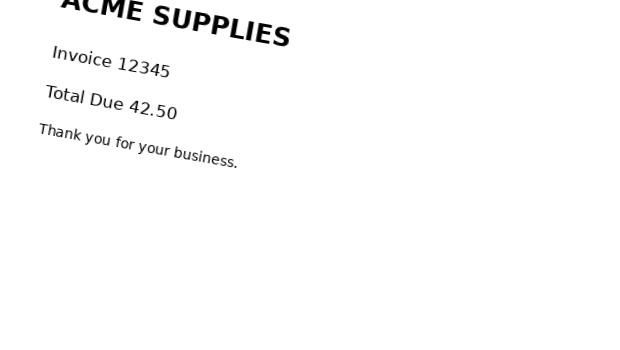 ACME SUPPLIES
Invoice 12345
Total Due 42.50
Thank you for your business.